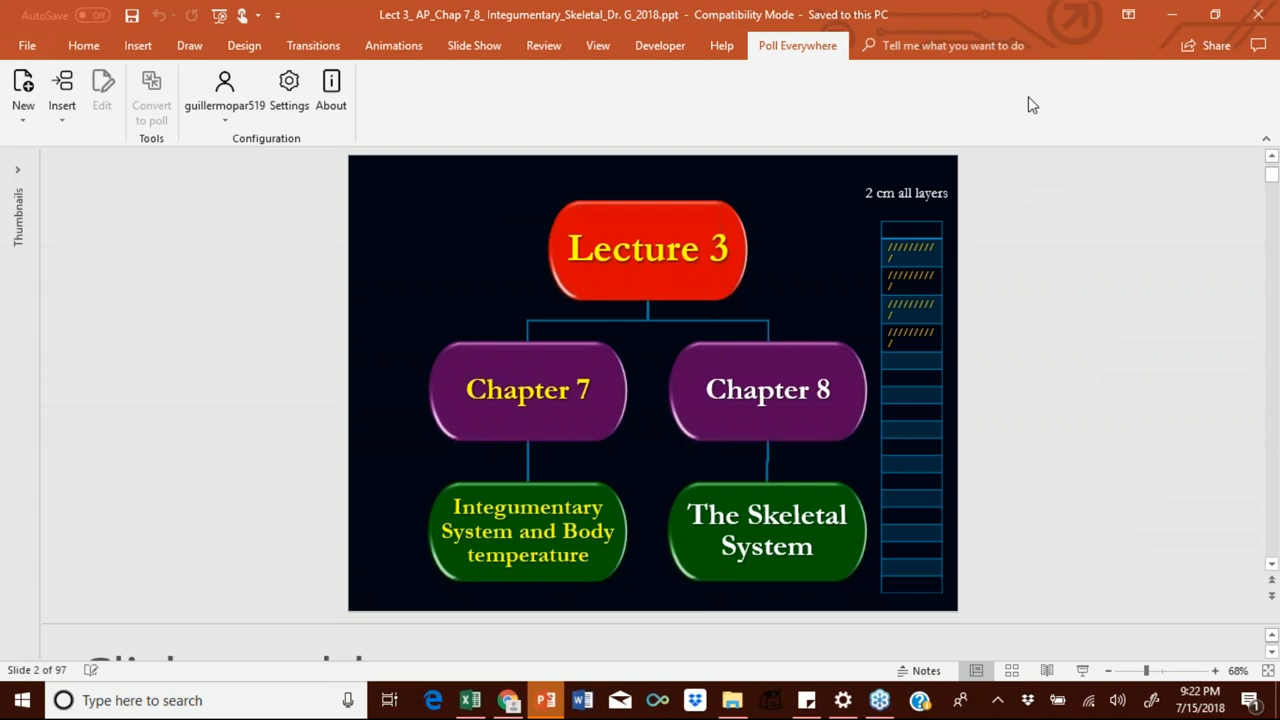 AutoSave Off
Lect 3_ AP_Chap 7_8_ Integumentary_Skeletal_Dr. G_2018.ppt - Compatibility Mode - Saved to this PC
File Home Insert Draw Design Transitions Animations Slide Show Review View Developer Help Poll Everywhere Tell me what you want to do Share
New Insert Edit Convert to poll guillermopar519 Settings About
Tools Configuration
Thumbnails
2 cm all layers
Lecture 3
/////////
/
/////////
/
/////////
/
/////////
/
Chapter 7 Chapter 8
Integumentary
System and Body
temperature
The Skeletal
System
Slide 2 of 97 Notes 68%
Type here to search
9:22 PM
7/15/2018